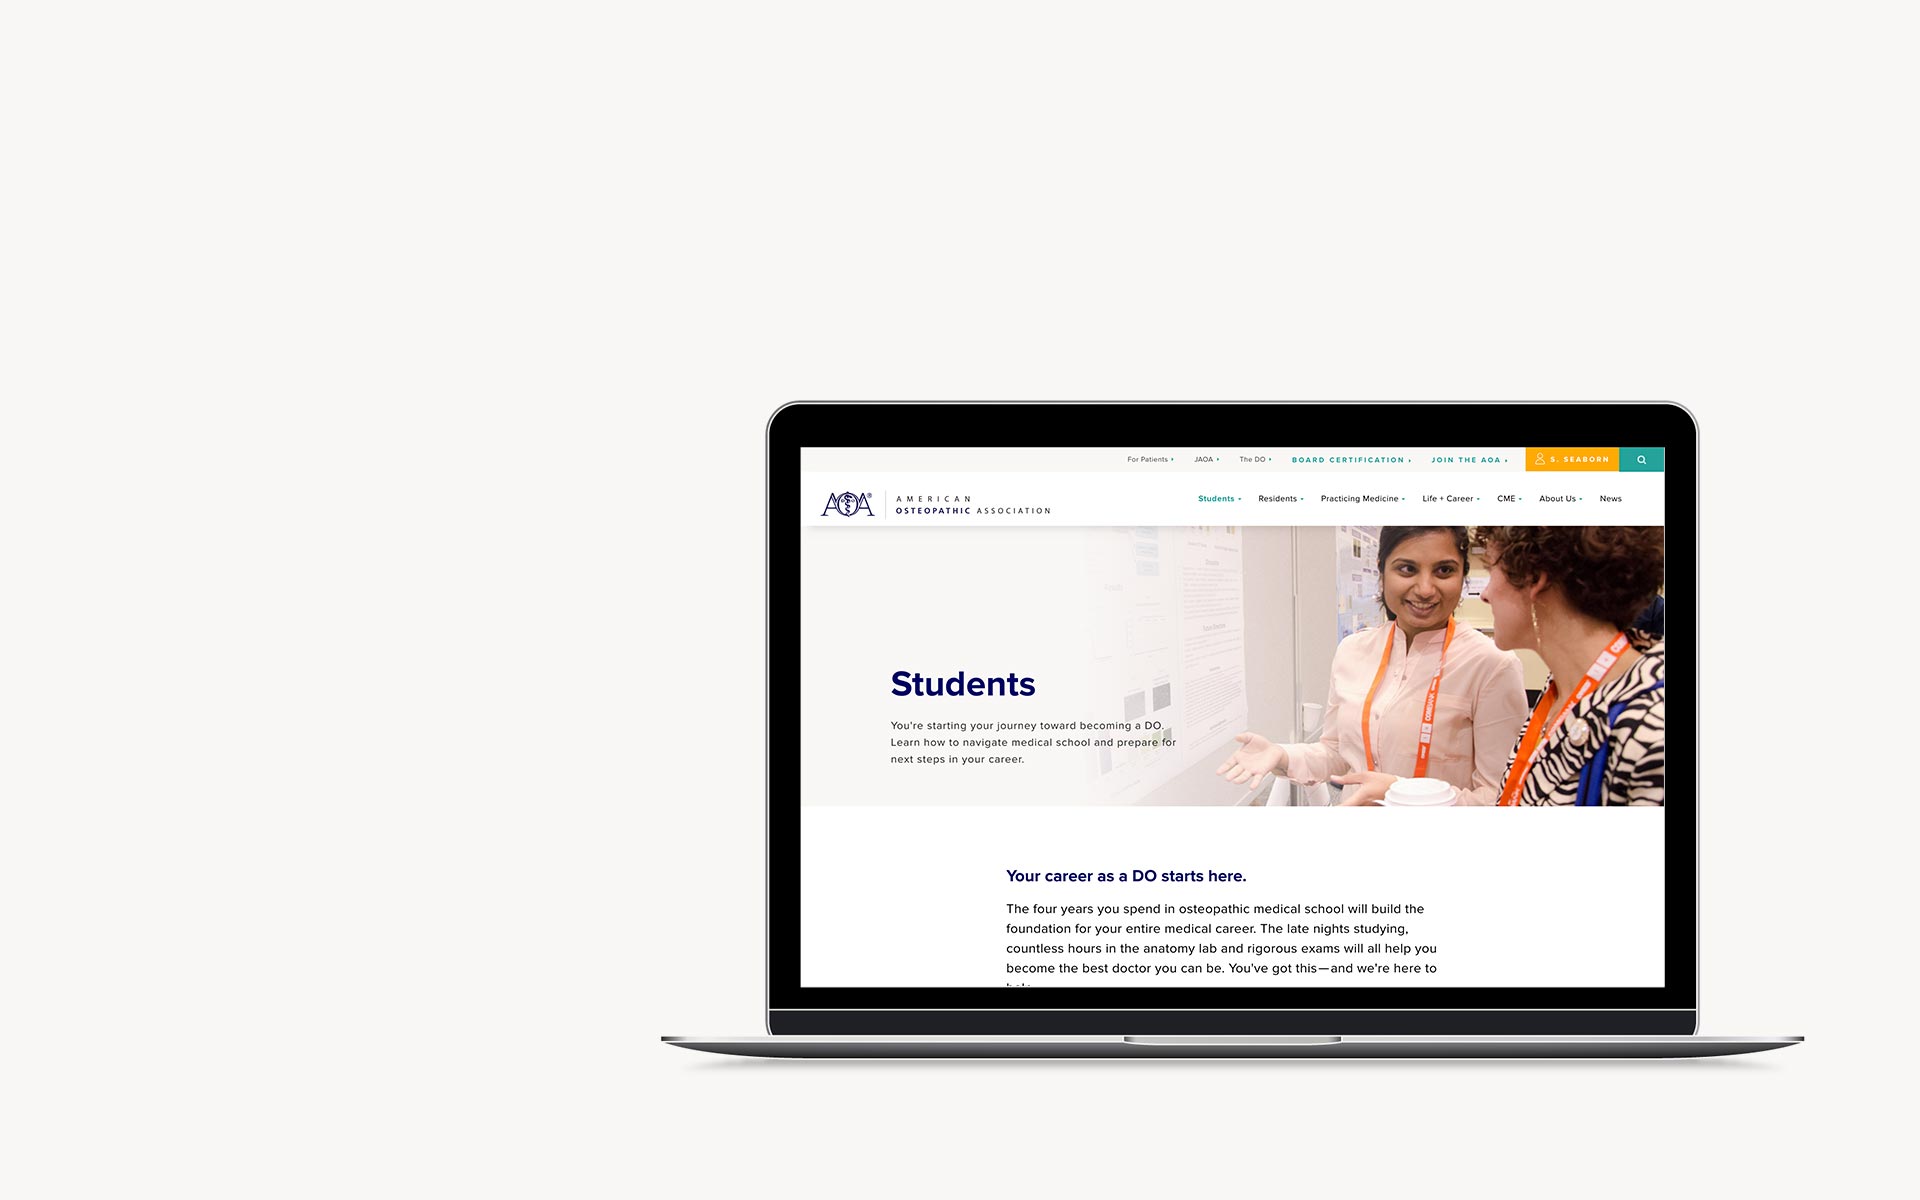 For Patients
JAOA
The DO
BOARD CERTIFICATION
JOIN THE AOA
S. SEABORN
AOA®
AMERICAN
OSTEOPATHIC ASSOCIATION
Students
Residents
Practicing Medicine
Life + Career
CME
About Us
News
Students
You're starting your journey toward becoming a DO.
Learn how to navigate medical school and prepare for
next steps in your career.
Your career as a DO starts here.
The four years you spend in osteopathic medical school will build the
foundation for your entire medical career. The late nights studying,
countless hours in the anatomy lab and rigorous exams will all help you
become the best doctor you can be. You've got this—and we're here to